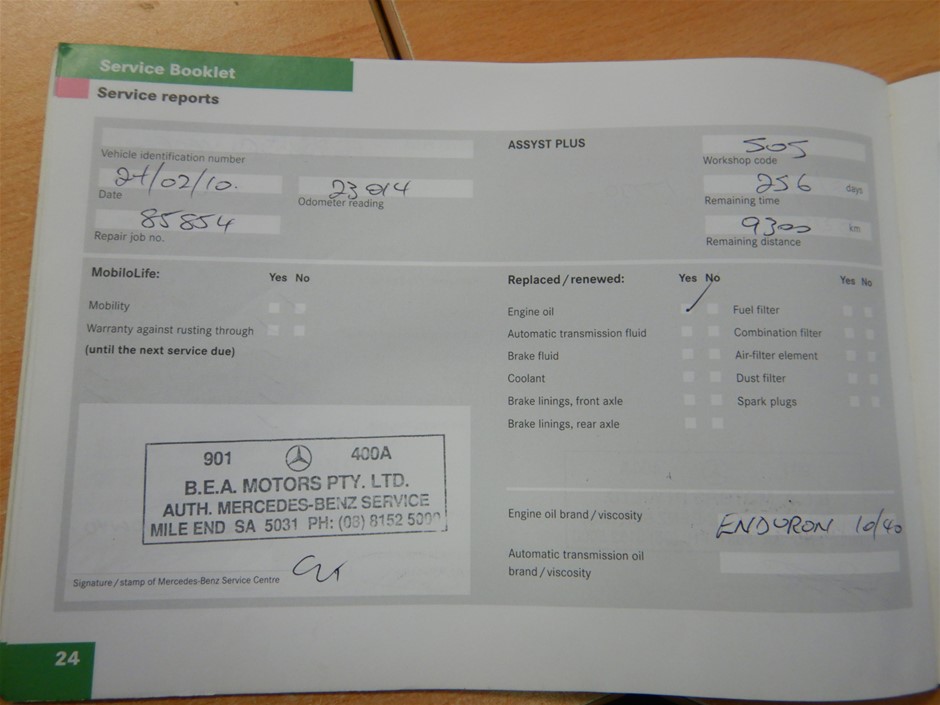 Service Booklet
Service reports
Vehicle identification number
24/02/10.
Date
23014
Odometer reading
85854
Repair job no.
ASSYST PLUS
505
Workshop code
256 days
Remaining time
9300 km
Remaining distance
MobiloLife: Yes No
Mobility
Warranty against rusting through
(until the next service due)
Replaced / renewed: Yes No Yes No
Engine oil Fuel filter
Automatic transmission fluid Combination filter
Brake fluid Air-filter element
Coolant Dust filter
Brake linings, front axle Spark plugs
Brake linings, rear axle
901 400A
B.E.A. MOTORS PTY. LTD.
AUTH. MERCEDES-BENZ SERVICE
MILE END SA 5031 PH: (08) 8152 5000
Signature / stamp of Mercedes-Benz Service Centre
Engine oil brand / viscosity ENDURON 10/40
Automatic transmission oil
brand / viscosity
24